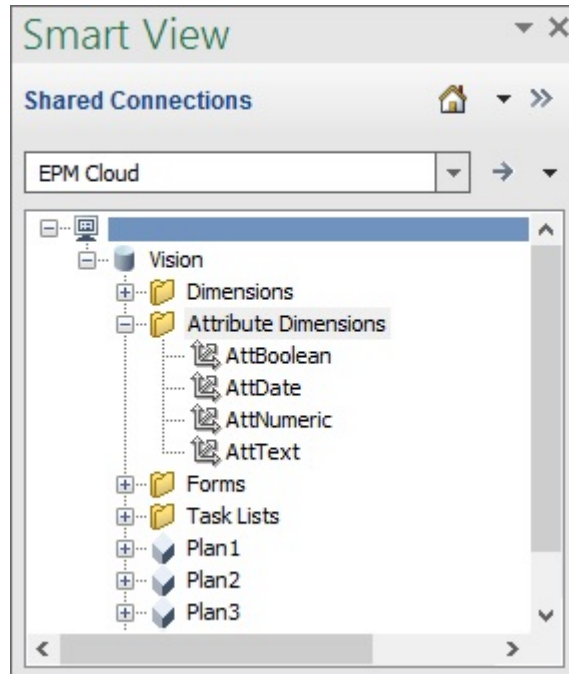 Smart View
Shared Connections
EPM Cloud
Vision
Dimensions
Attribute Dimensions
AttBoolean
AttDate
AttNumeric
AttText
Forms
Task Lists
Plan1
Plan2
Plan3